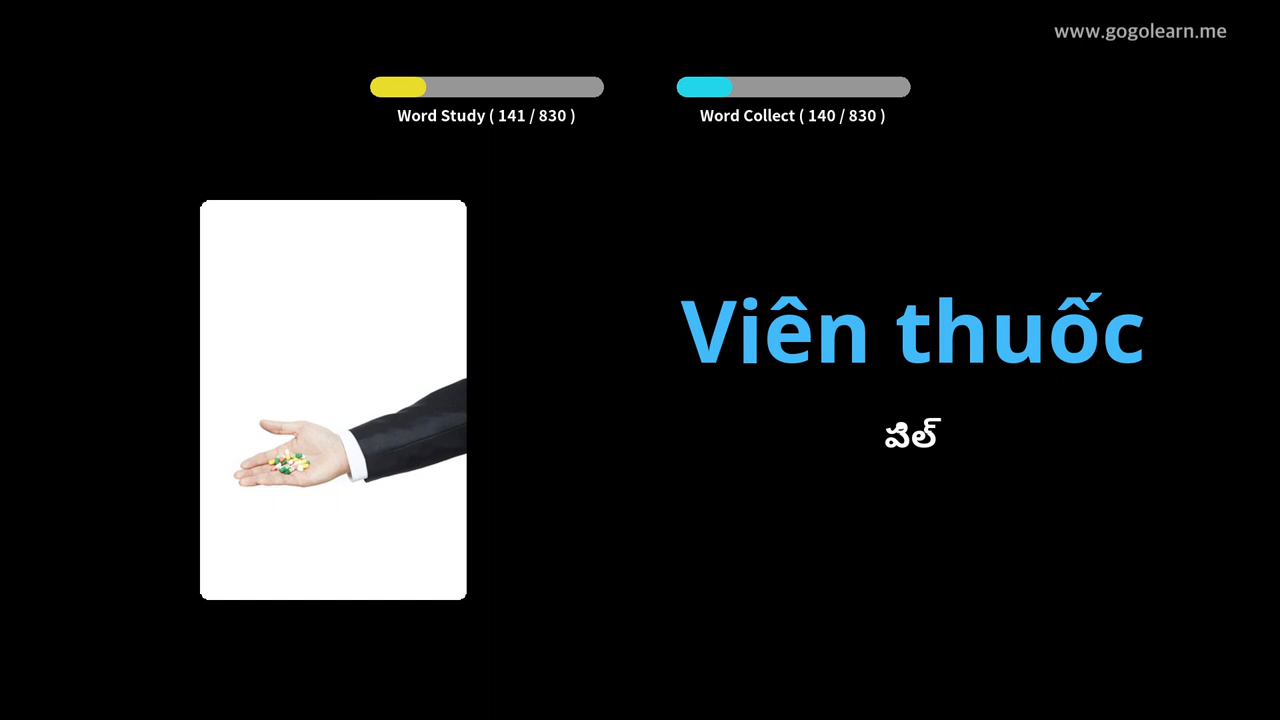 www.gogolearn.me
Word Study ( 141 / 830 )
Word Collect ( 140 / 830 )
Viên thuốc
పిల్